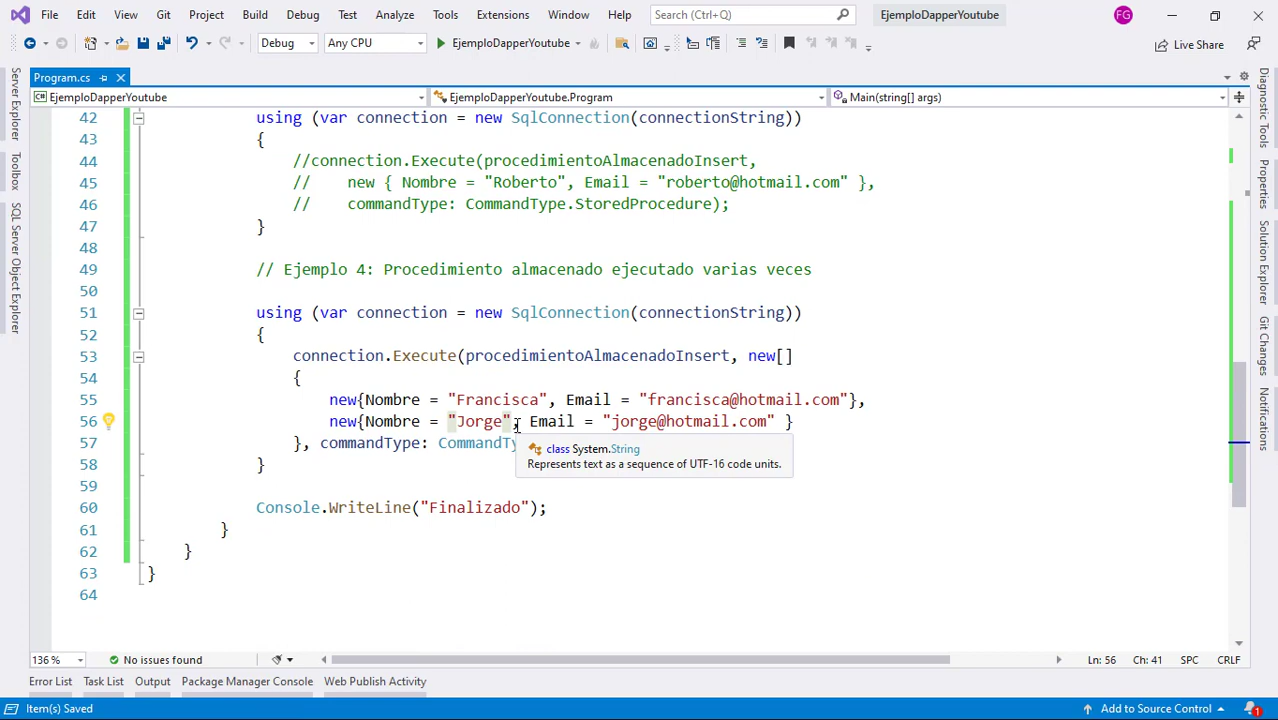 File Edit View Git Project Build Debug Test Analyze Tools Extensions Window Help Search (Ctrl+Q) EjemploDapperYoutube FG
Debug Any CPU EjemploDapperYoutube Live Share
Program.cs
EjemploDapperYoutube EjemploDapperYoutube.Program Main(string[] args)
Server Explorer
Toolbox
SQL Server Object Explorer
42 using (var connection = new SqlConnection(connectionString))
43 {
44 //connection.Execute(procedimientoAlmacenadoInsert,
45 // new { Nombre = "Roberto", Email = "roberto@hotmail.com" },
46 // commandType: CommandType.StoredProcedure);
47 }
48
49 // Ejemplo 4: Procedimiento almacenado ejecutado varias veces
50
51 using (var connection = new SqlConnection(connectionString))
52 {
53 connection.Execute(procedimientoAlmacenadoInsert, new[]
54 {
55 new{Nombre = "Francisca", Email = "francisca@hotmail.com"},
56 new{Nombre = "Jorge", Email = "jorge@hotmail.com" }
57 }, commandType: CommandTy
class System.String
Represents text as a sequence of UTF-16 code units.
58 }
59
60 Console.WriteLine("Finalizado");
61 }
62 }
63 }
64
Diagnostic Tools
Properties
Solution Explorer
Git Changes
Notifications
136 % No issues found Ln: 56 Ch: 41 SPC CRLF
Error List Task List Output Package Manager Console Web Publish Activity
Item(s) Saved Add to Source Control 1